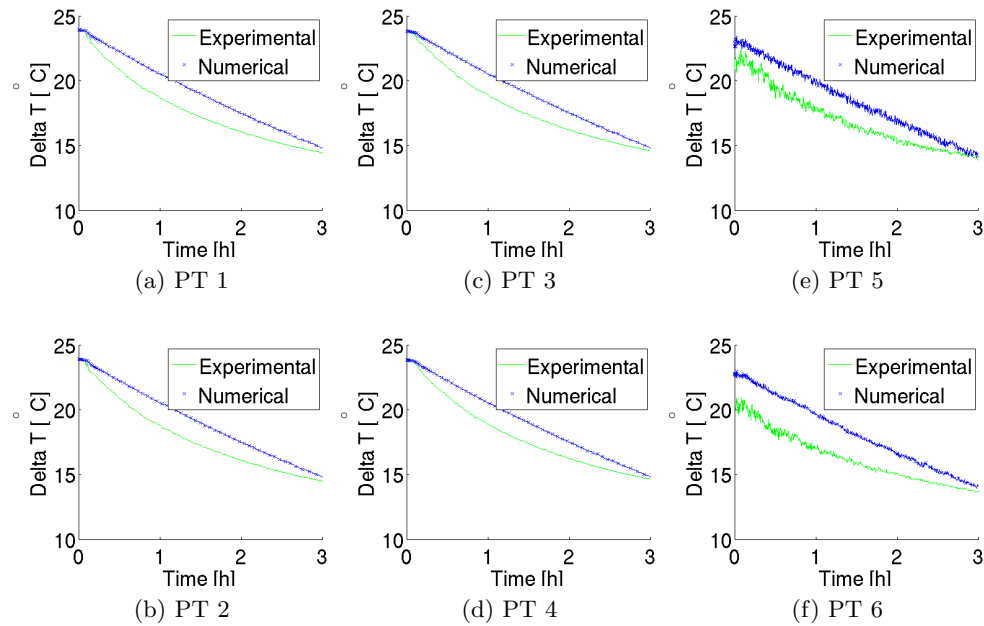 25
20
15
10
Delta T [ °C]
Experimental
Numerical
0
1
2
3
Time [h]
(a) PT 1
25
20
15
10
Delta T [ °C]
Experimental
Numerical
0
1
2
3
Time [h]
(c) PT 3
25
20
15
10
Delta T [ °C]
Experimental
Numerical
0
1
2
3
Time [h]
(e) PT 5
25
20
15
10
Delta T [ °C]
Experimental
Numerical
0
1
2
3
Time [h]
(b) PT 2
25
20
15
10
Delta T [ °C]
Experimental
Numerical
0
1
2
3
Time [h]
(d) PT 4
25
20
15
10
Delta T [ °C]
Experimental
Numerical
0
1
2
3
Time [h]
(f) PT 6